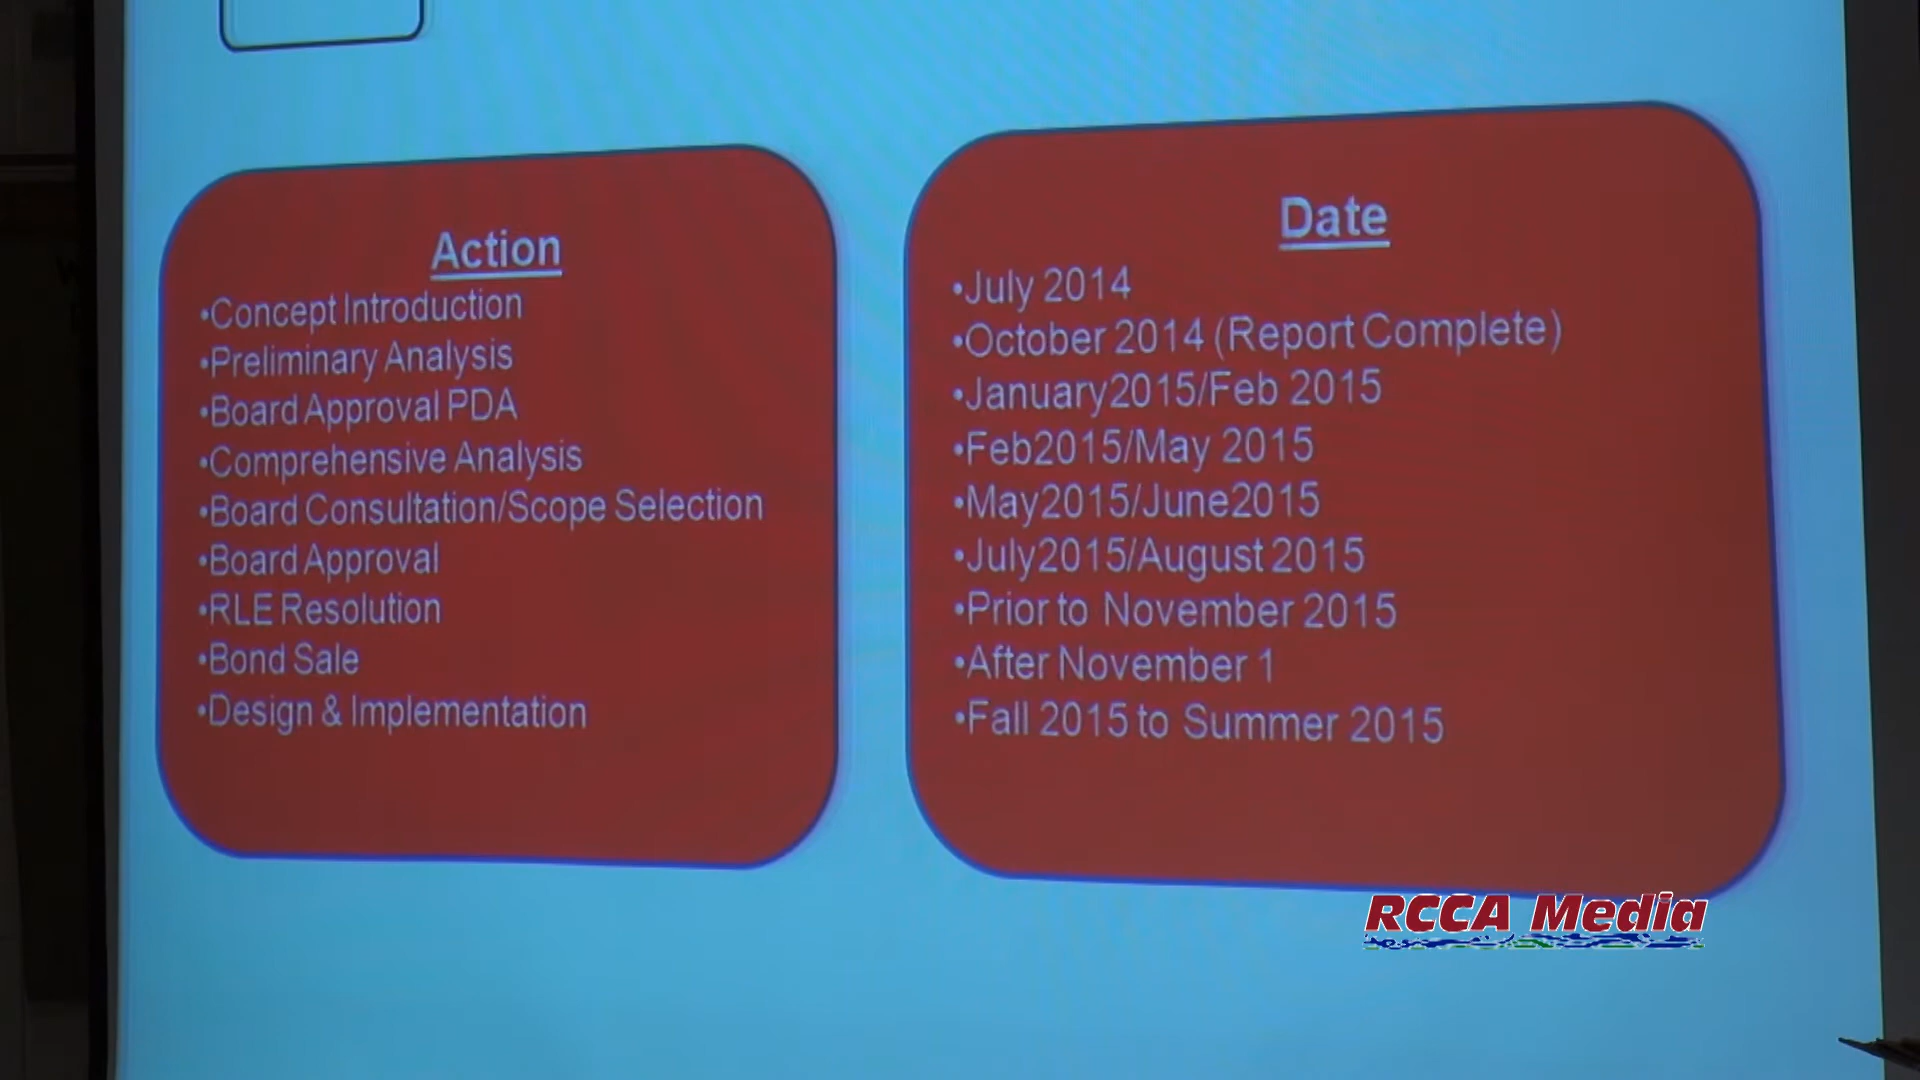 Action
•Concept Introduction
•Preliminary Analysis
•Board Approval PDA
•Comprehensive Analysis
•Board Consultation/Scope Selection
•Board Approval
•RLE Resolution
•Bond Sale
•Design & Implementation
Date
•July 2014
•October 2014 (Report Complete)
•January2015/Feb 2015
•Feb2015/May 2015
•May2015/June2015
•July2015/August 2015
•Prior to November 2015
•After November 1
•Fall 2015 to Summer 2015
RCCA Media